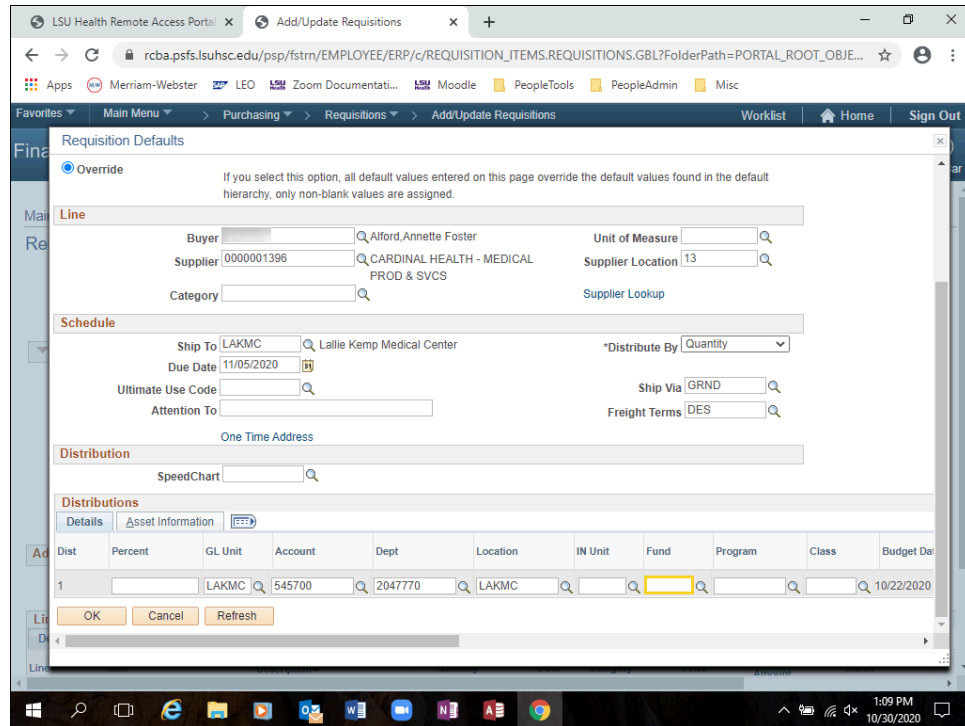 LSU Health Remote Access Portal
Add/Update Requisitions
rcba.psfs.lsuhsc.edu/psp/fstrn/EMPLOYEE/ERP/c/REQUISITION_ITEMS.REQUISITIONS.GBL?FolderPath=PORTAL_ROOT_OBJE...
Apps Merriam-Webster LEO Zoom Documentati... Moodle PeopleTools PeopleAdmin Misc
Favorites Main Menu > Purchasing > Requisitions > Add/Update Requisitions Worklist Home Sign Out
Fina
Requisition Defaults
Override
If you select this option, all default values entered on this page override the default values found in the default
hierarchy, only non-blank values are assigned.
Mai
Line
Re
Buyer Alford,Annette Foster Unit of Measure
Supplier 0000001396 CARDINAL HEALTH - MEDICAL Supplier Location 13
PROD & SVCS
Category Supplier Lookup
Schedule
Ship To LAKMC Lallie Kemp Medical Center *Distribute By Quantity
Due Date 11/05/2020
Ultimate Use Code Ship Via GRND
Attention To Freight Terms DES
One Time Address
Distribution
SpeedChart
Distributions
Details Asset Information
Ad
Dist Percent GL Unit Account Dept Location IN Unit Fund Program Class Budget Dat
1 LAKMC 545700 2047770 LAKMC 10/22/2020
OK Cancel Refresh
Lin
Line
1:09 PM
10/30/2020